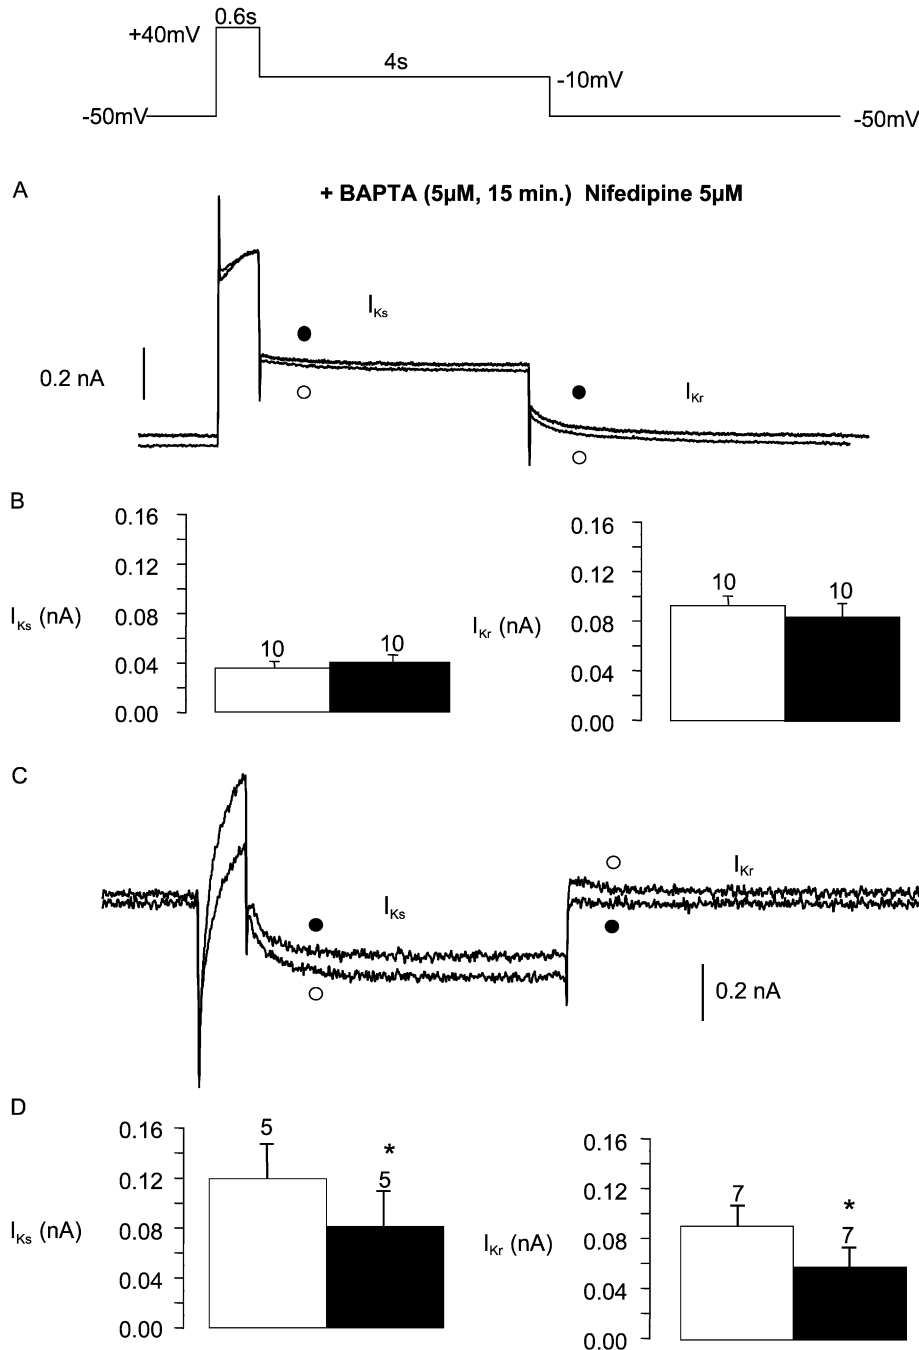 0.6s
+40mV
4s
-10mV
-50mV
-50mV
A
+ BAPTA (5µM, 15 min.) Nifedipine 5µM
IKs
0.2 nA
IKr
B
0.16
0.12
0.08
0.04
0.00
IKs (nA)
10
10
0.16
0.12
0.08
0.04
0.00
IKr (nA)
10
10
C
IKs
IKr
0.2 nA
D
0.16
0.12
0.08
0.04
0.00
IKs (nA)
5
*
5
0.16
0.12
0.08
0.04
0.00
IKr (nA)
7
*
7